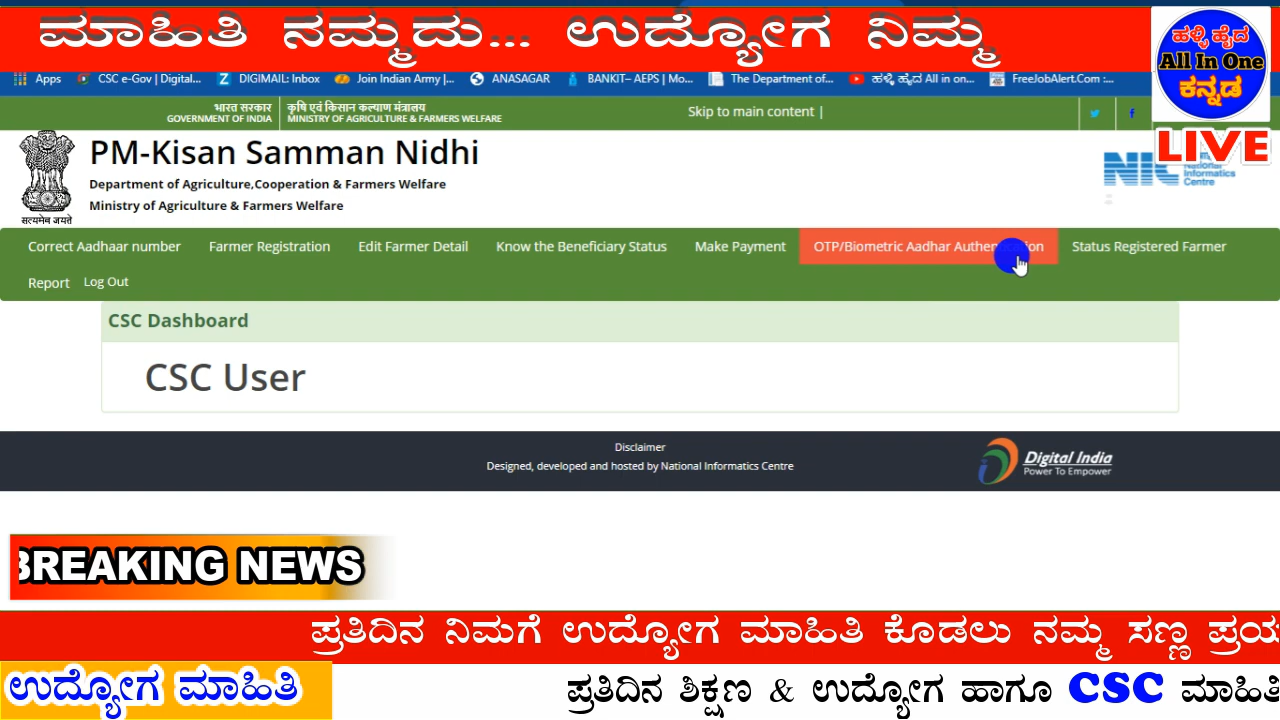 ಮಾಹಿತಿ ನಮ್ಮದು... ಉದ್ಯೋಗ ನಿಮ್ಮ
ಹಳ್ಳಿ ಹೈದ
All In One
ಕನ್ನಡ
LIVE
Apps CSC e-Gov | Digital... DIGIMAIL: Inbox Join Indian Army |... ANASAGAR BANKIT– AEPS | Mo... The Department of... ಹಳ್ಳಿ ಹೈದ All in on... FreeJobAlert.Com :...
भारत सरकार कृषि एवं किसान कल्याण मंत्रालय
GOVERNMENT OF INDIA MINISTRY OF AGRICULTURE & FARMERS WELFARE
Skip to main content |
PM-Kisan Samman Nidhi
Department of Agriculture,Cooperation & Farmers Welfare
Ministry of Agriculture & Farmers Welfare
सत्यमेव जयते
NIC National Informatics Centre
Correct Aadhaar number Farmer Registration Edit Farmer Detail Know the Beneficiary Status Make Payment OTP/Biometric Aadhar Authentication Status Registered Farmer
Report Log Out
CSC Dashboard
CSC User
Disclaimer
Designed, developed and hosted by National Informatics Centre
Digital India
Power To Empower
BREAKING NEWS
ಪ್ರತಿದಿನ ನಿಮಗೆ ಉದ್ಯೋಗ ಮಾಹಿತಿ ಕೊಡಲು ನಮ್ಮ ಸಣ್ಣ ಪ್ರಯ
ಉದ್ಯೋಗ ಮಾಹಿತಿ
ಪ್ರತಿದಿನ ಶಿಕ್ಷಣ & ಉದ್ಯೋಗ ಹಾಗೂ CSC ಮಾಹಿತಿ